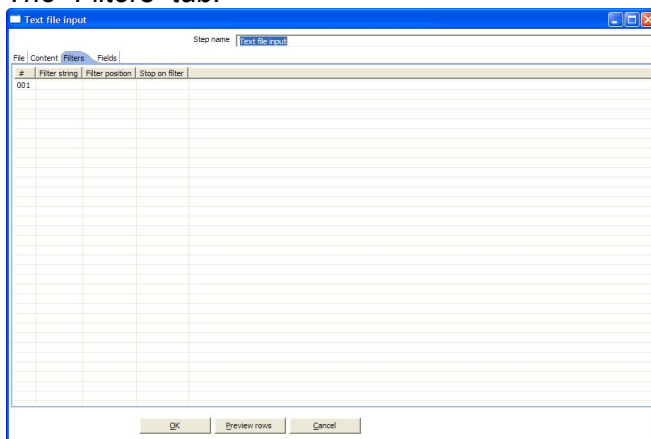 The "Filters" tab:
Text file input
Step name Text file input
File Content Filters Fields
# Filter string Filter position Stop on filter
001
OK Preview rows Cancel